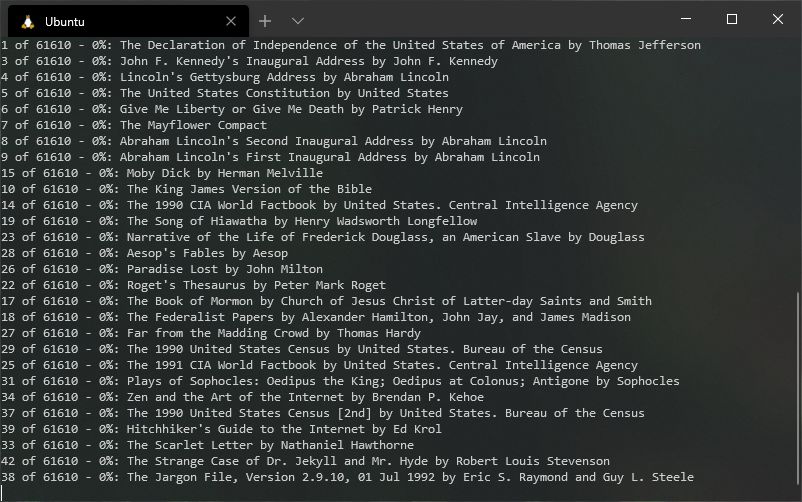 Ubuntu
1 of 61610 - 0%: The Declaration of Independence of the United States of America by Thomas Jefferson
3 of 61610 - 0%: John F. Kennedy's Inaugural Address by John F. Kennedy
4 of 61610 - 0%: Lincoln's Gettysburg Address by Abraham Lincoln
5 of 61610 - 0%: The United States Constitution by United States
6 of 61610 - 0%: Give Me Liberty or Give Me Death by Patrick Henry
7 of 61610 - 0%: The Mayflower Compact
8 of 61610 - 0%: Abraham Lincoln's Second Inaugural Address by Abraham Lincoln
9 of 61610 - 0%: Abraham Lincoln's First Inaugural Address by Abraham Lincoln
15 of 61610 - 0%: Moby Dick by Herman Melville
10 of 61610 - 0%: The King James Version of the Bible
14 of 61610 - 0%: The 1990 CIA World Factbook by United States. Central Intelligence Agency
19 of 61610 - 0%: The Song of Hiawatha by Henry Wadsworth Longfellow
23 of 61610 - 0%: Narrative of the Life of Frederick Douglass, an American Slave by Douglass
28 of 61610 - 0%: Aesop's Fables by Aesop
26 of 61610 - 0%: Paradise Lost by John Milton
22 of 61610 - 0%: Roget's Thesaurus by Peter Mark Roget
17 of 61610 - 0%: The Book of Mormon by Church of Jesus Christ of Latter-day Saints and Smith
18 of 61610 - 0%: The Federalist Papers by Alexander Hamilton, John Jay, and James Madison
27 of 61610 - 0%: Far from the Madding Crowd by Thomas Hardy
29 of 61610 - 0%: The 1990 United States Census by United States. Bureau of the Census
25 of 61610 - 0%: The 1991 CIA World Factbook by United States. Central Intelligence Agency
31 of 61610 - 0%: Plays of Sophocles: Oedipus the King; Oedipus at Colonus; Antigone by Sophocles
34 of 61610 - 0%: Zen and the Art of the Internet by Brendan P. Kehoe
37 of 61610 - 0%: The 1990 United States Census [2nd] by United States. Bureau of the Census
39 of 61610 - 0%: Hitchhiker's Guide to the Internet by Ed Krol
33 of 61610 - 0%: The Scarlet Letter by Nathaniel Hawthorne
42 of 61610 - 0%: The Strange Case of Dr. Jekyll and Mr. Hyde by Robert Louis Stevenson
38 of 61610 - 0%: The Jargon File, Version 2.9.10, 01 Jul 1992 by Eric S. Raymond and Guy L. Steele